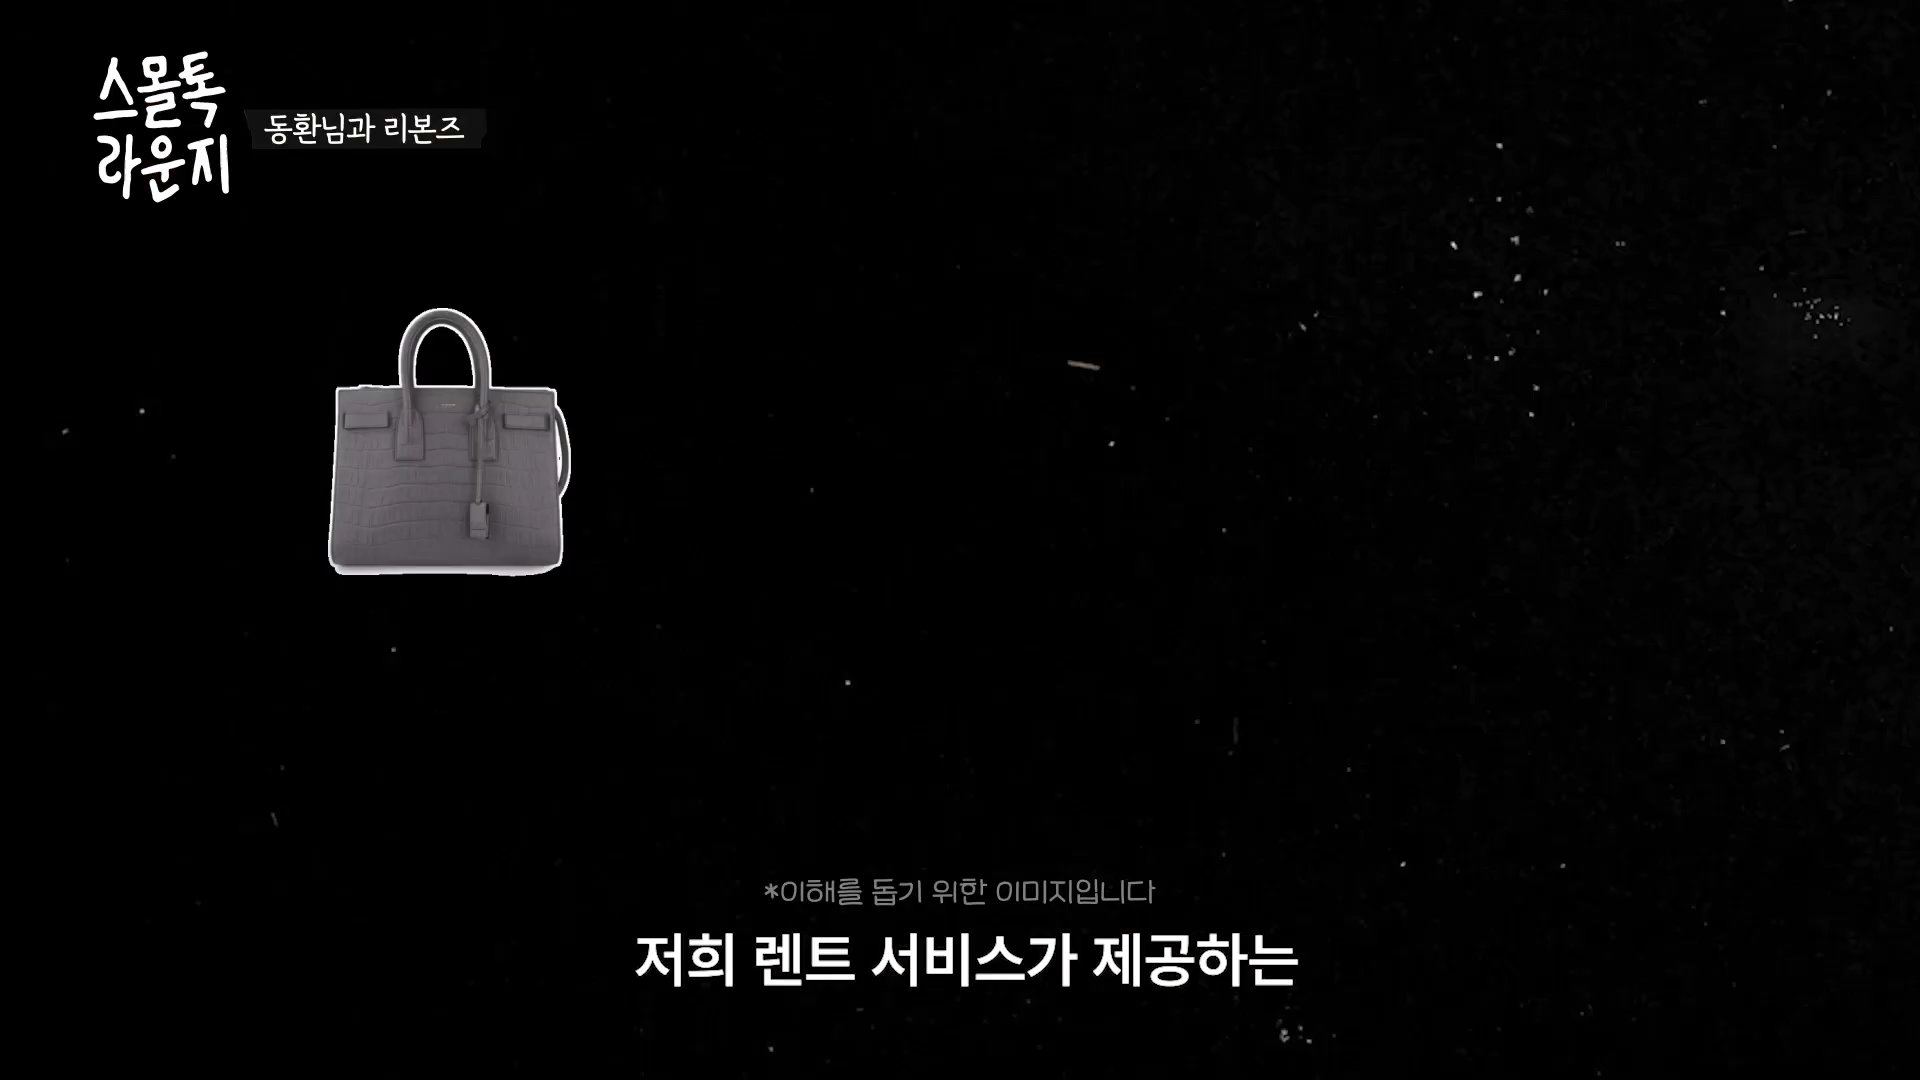 스몰톡
라운지
동환님과 리본즈
*이해를 돕기 위한 이미지입니다
저희 렌트 서비스가 제공하는